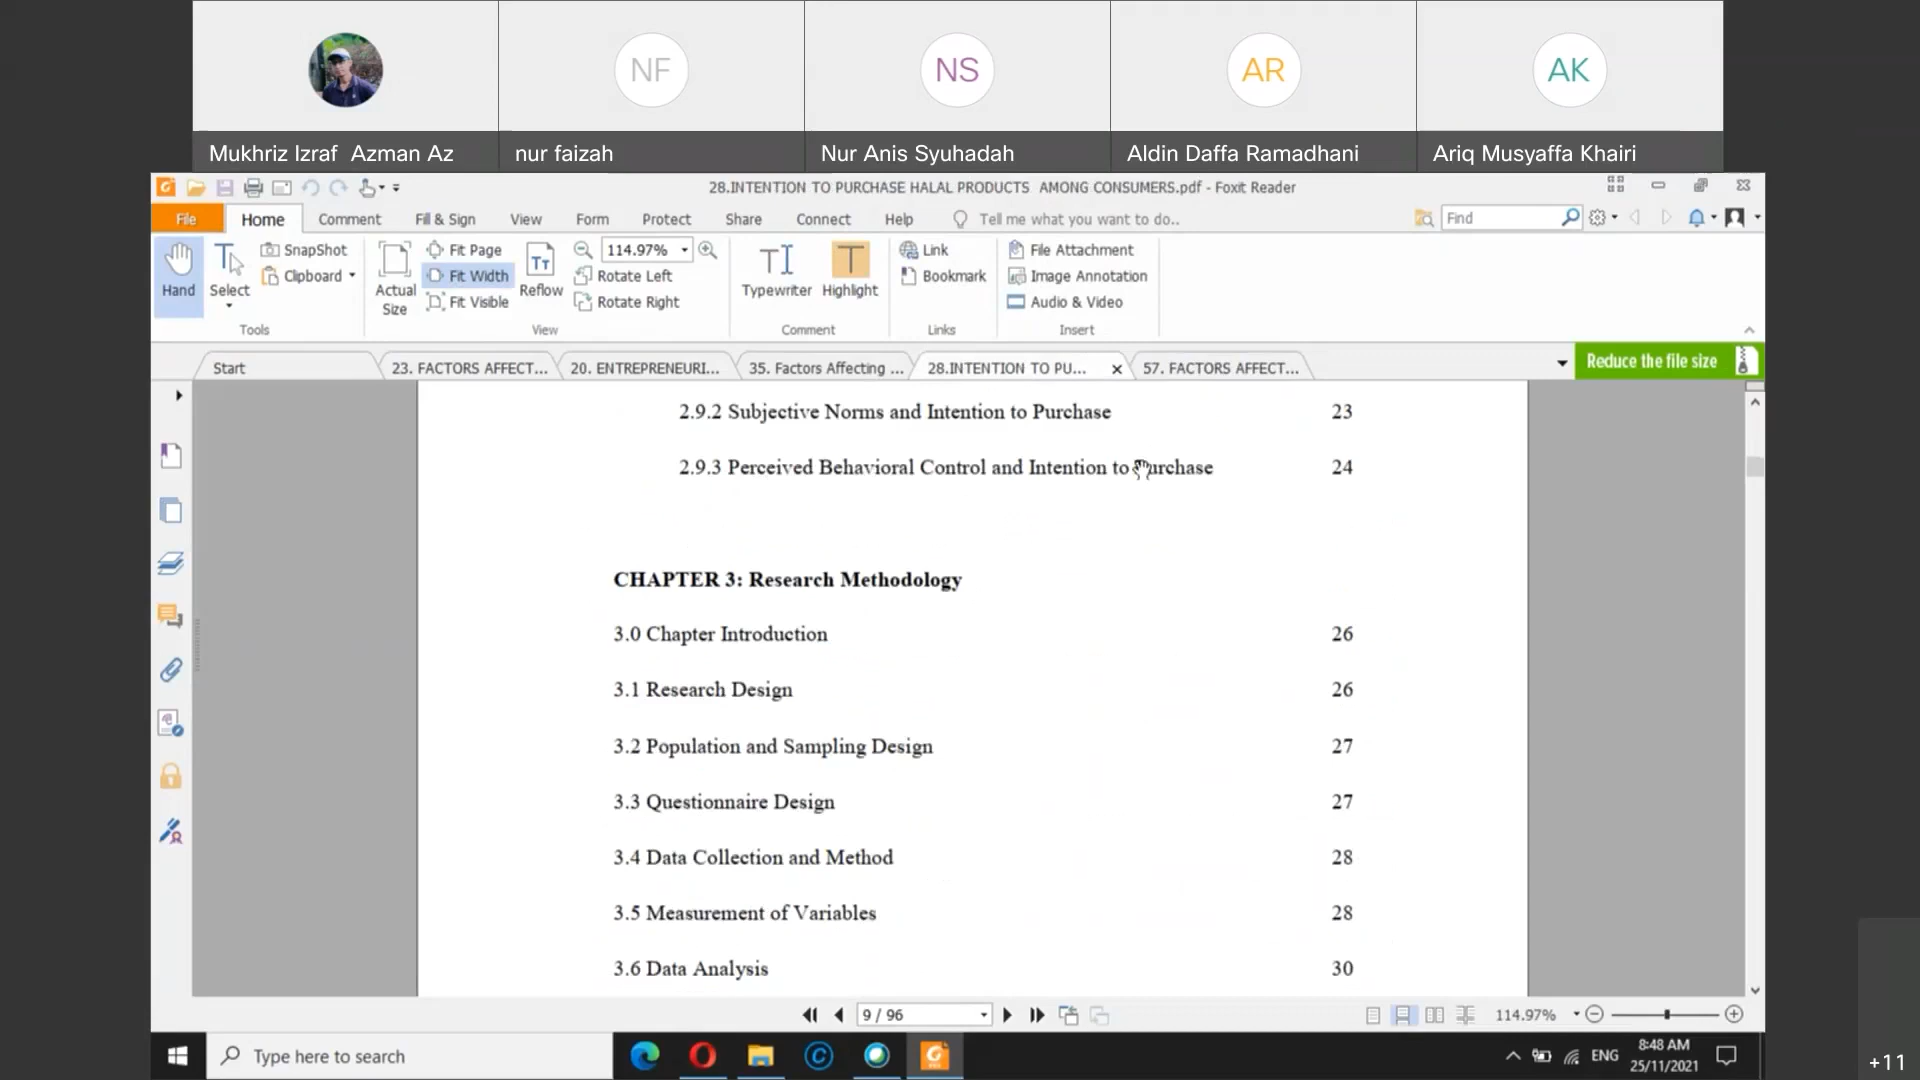 NF
NS
AR
AK
Mukhriz Izraf Azman Az
nur faizah
Nur Anis Syuhadah
Aldin Daffa Ramadhani
Ariq Musyaffa Khairi
28.INTENTION TO PURCHASE HALAL PRODUCTS AMONG CONSUMERS.pdf - Foxit Reader
File
Home
Comment
Fill & Sign
View
Form
Protect
Share
Connect
Help
Tell me what you want to do..
Find
Hand
Select
SnapShot
Clipboard
Tools
Actual Size
Fit Page
Fit Width
Fit Visible
Reflow
114.97%
Rotate Left
Rotate Right
View
Typewriter
Highlight
Comment
Link
Bookmark
Links
File Attachment
Image Annotation
Audio & Video
Insert
Start
23. FACTORS AFFECT...
20. ENTREPRENEURI...
35. Factors Affecting ...
28.INTENTION TO PU...
57. FACTORS AFFECT...
Reduce the file size
2.9.2 Subjective Norms and Intention to Purchase 23
2.9.3 Perceived Behavioral Control and Intention to Purchase 24
CHAPTER 3: Research Methodology
3.0 Chapter Introduction 26
3.1 Research Design 26
3.2 Population and Sampling Design 27
3.3 Questionnaire Design 27
3.4 Data Collection and Method 28
3.5 Measurement of Variables 28
3.6 Data Analysis 30
9 / 96
114.97%
Type here to search
ENG
8:48 AM
25/11/2021
+11